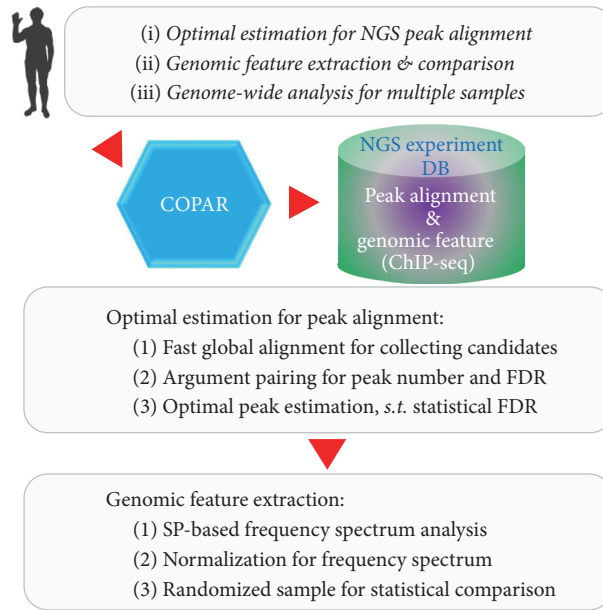 (i) Optimal estimation for NGS peak alignment
(ii) Genomic feature extraction & comparison
(iii) Genome-wide analysis for multiple samples
COPAR
NGS experiment
DB
Peak alignment
&
genomic feature
(ChIP-seq)
Optimal estimation for peak alignment:
(1) Fast global alignment for collecting candidates
(2) Argument pairing for peak number and FDR
(3) Optimal peak estimation, s.t. statistical FDR
Genomic feature extraction:
(1) SP-based frequency spectrum analysis
(2) Normalization for frequency spectrum
(3) Randomized sample for statistical comparison